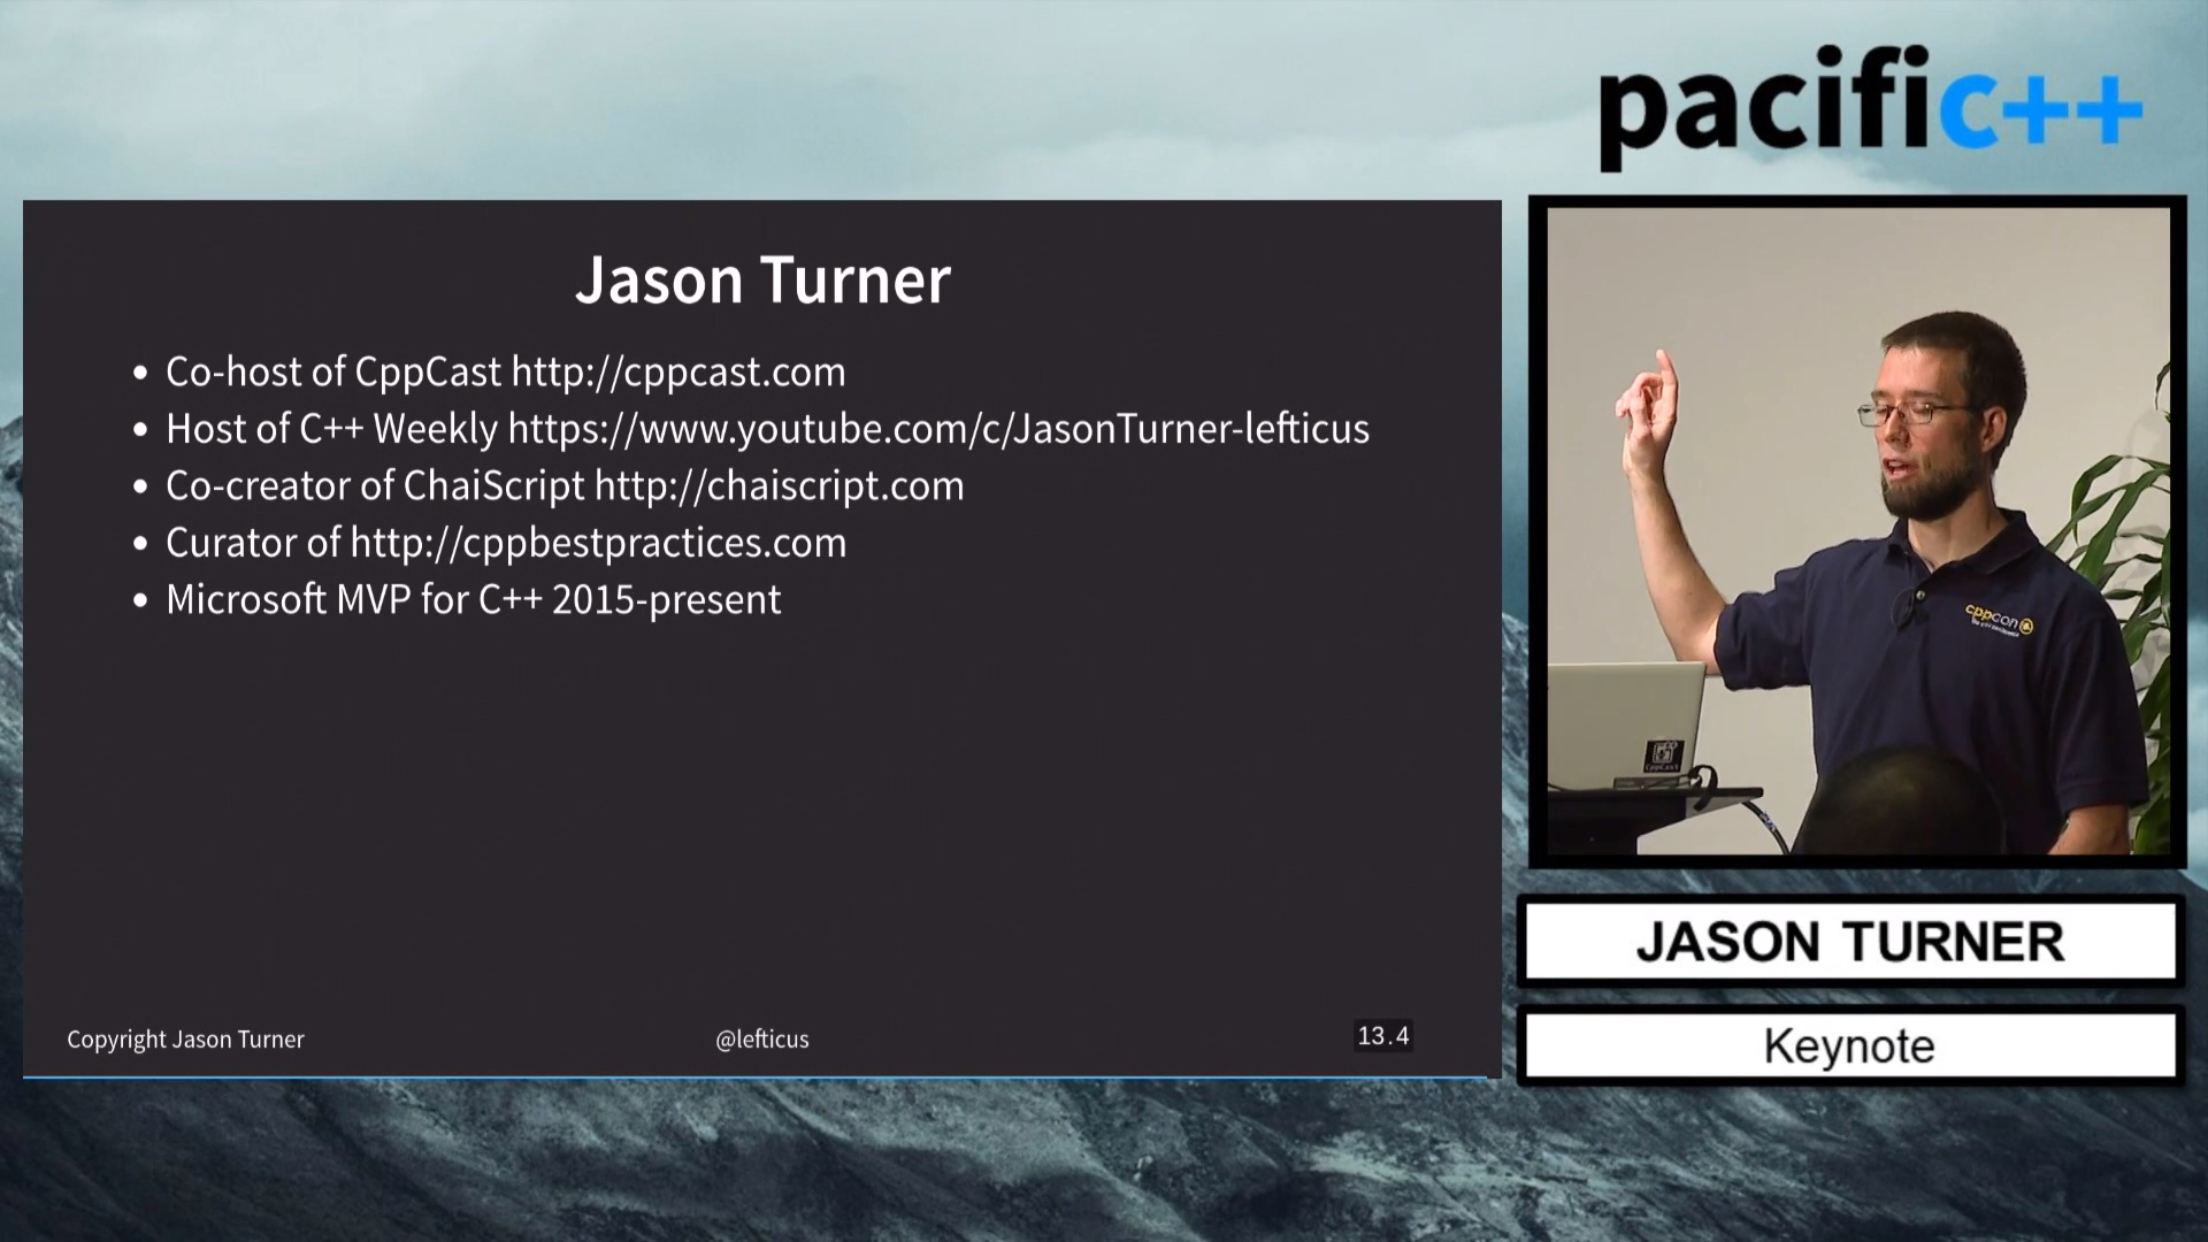 pacific++
Jason Turner
• Co-host of CppCast http://cppcast.com
• Host of C++ Weekly https://www.youtube.com/c/JasonTurner-lefticus
• Co-creator of ChaiScript http://chaiscript.com
• Curator of http://cppbestpractices.com
• Microsoft MVP for C++ 2015-present
Copyright Jason Turner
@lefticus
13.4
cppcon
CppCast
JASON TURNER
Keynote